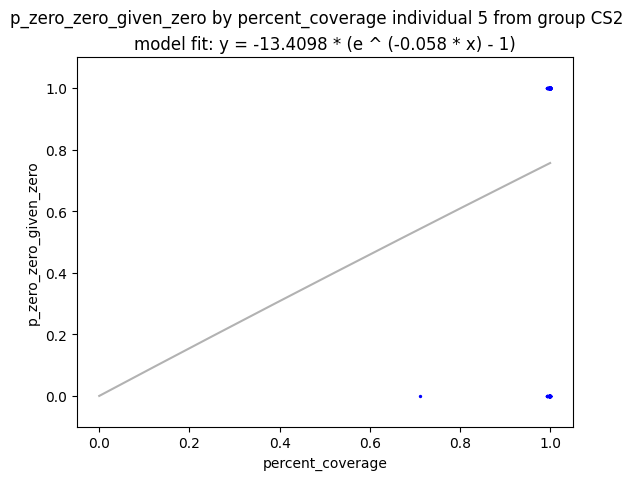 p_zero_zero_given_zero by percent_coverage individual 5 from group CS2
model fit: y = -13.4098 * (e ^ (-0.058 * x) - 1)
1.0
0.8
0.6
0.4
0.2
0.0
p_zero_zero_given_zero
0.0 0.2 0.4 0.6 0.8 1.0
percent_coverage